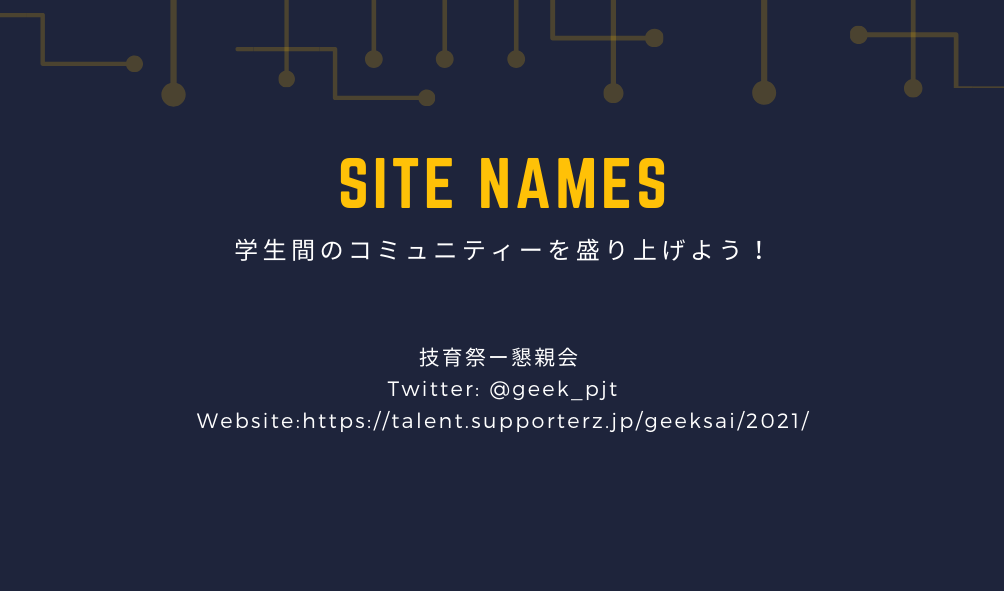 SITE NAMES
学生間のコミュニティーを盛り上げよう！
技育祭ー懇親会
Twitter: @geek_pjt
Website:https://talent.supporterz.jp/geeksai/2021/